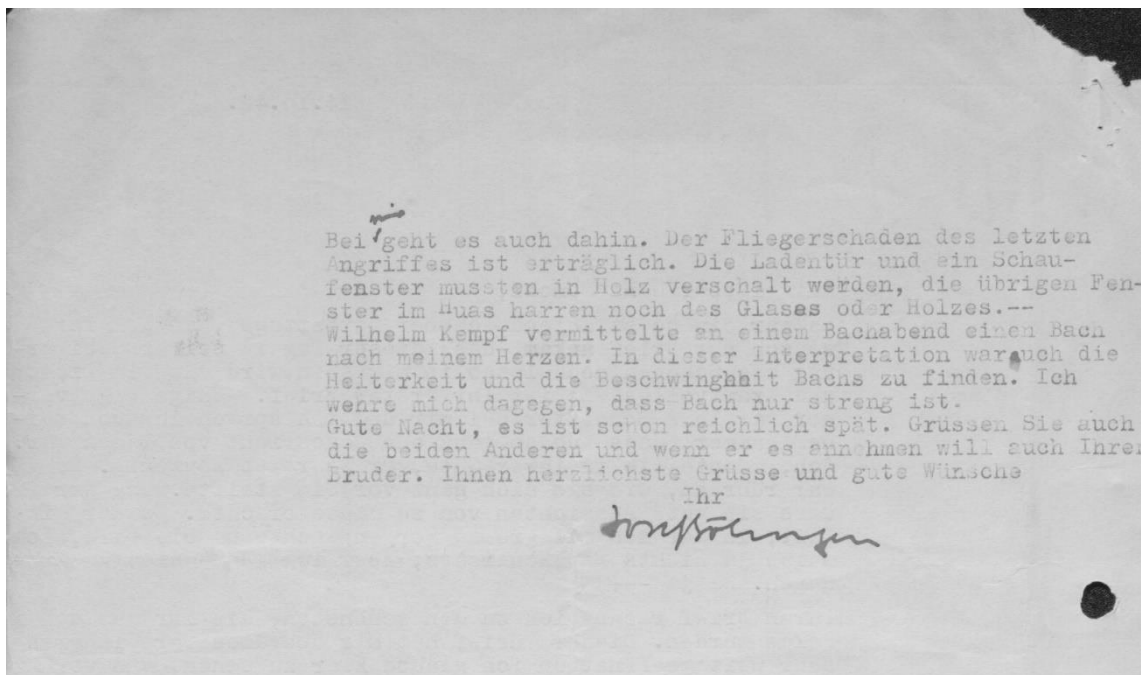 mir
Bei geht es auch dahin. Der Fliegerschaden des letzten
Angriffes ist erträglich. Die Ladentür und ein Schau-
fenster mussten in Holz verschalt werden, die übrigen Fen-
ster im Huas harren noch des Glases oder Holzes.--
Wilhelm Kempf vermittelte an einem Bachabend einen Bach
nach meinem Herzen. In dieser Interpretation war auch die
Heiterkeit und die Beschwinghhit Bachs zu finden. Ich
wehre mich dagegen, dass Bach nur streng ist.
Gute Nacht, es ist schon reichlich spät. Grüssen Sie auch
die beiden Anderen und wenn er es annehmen will auch Ihren
Bruder. Ihnen herzlichste Grüsse und gute Wünsche
Ihr